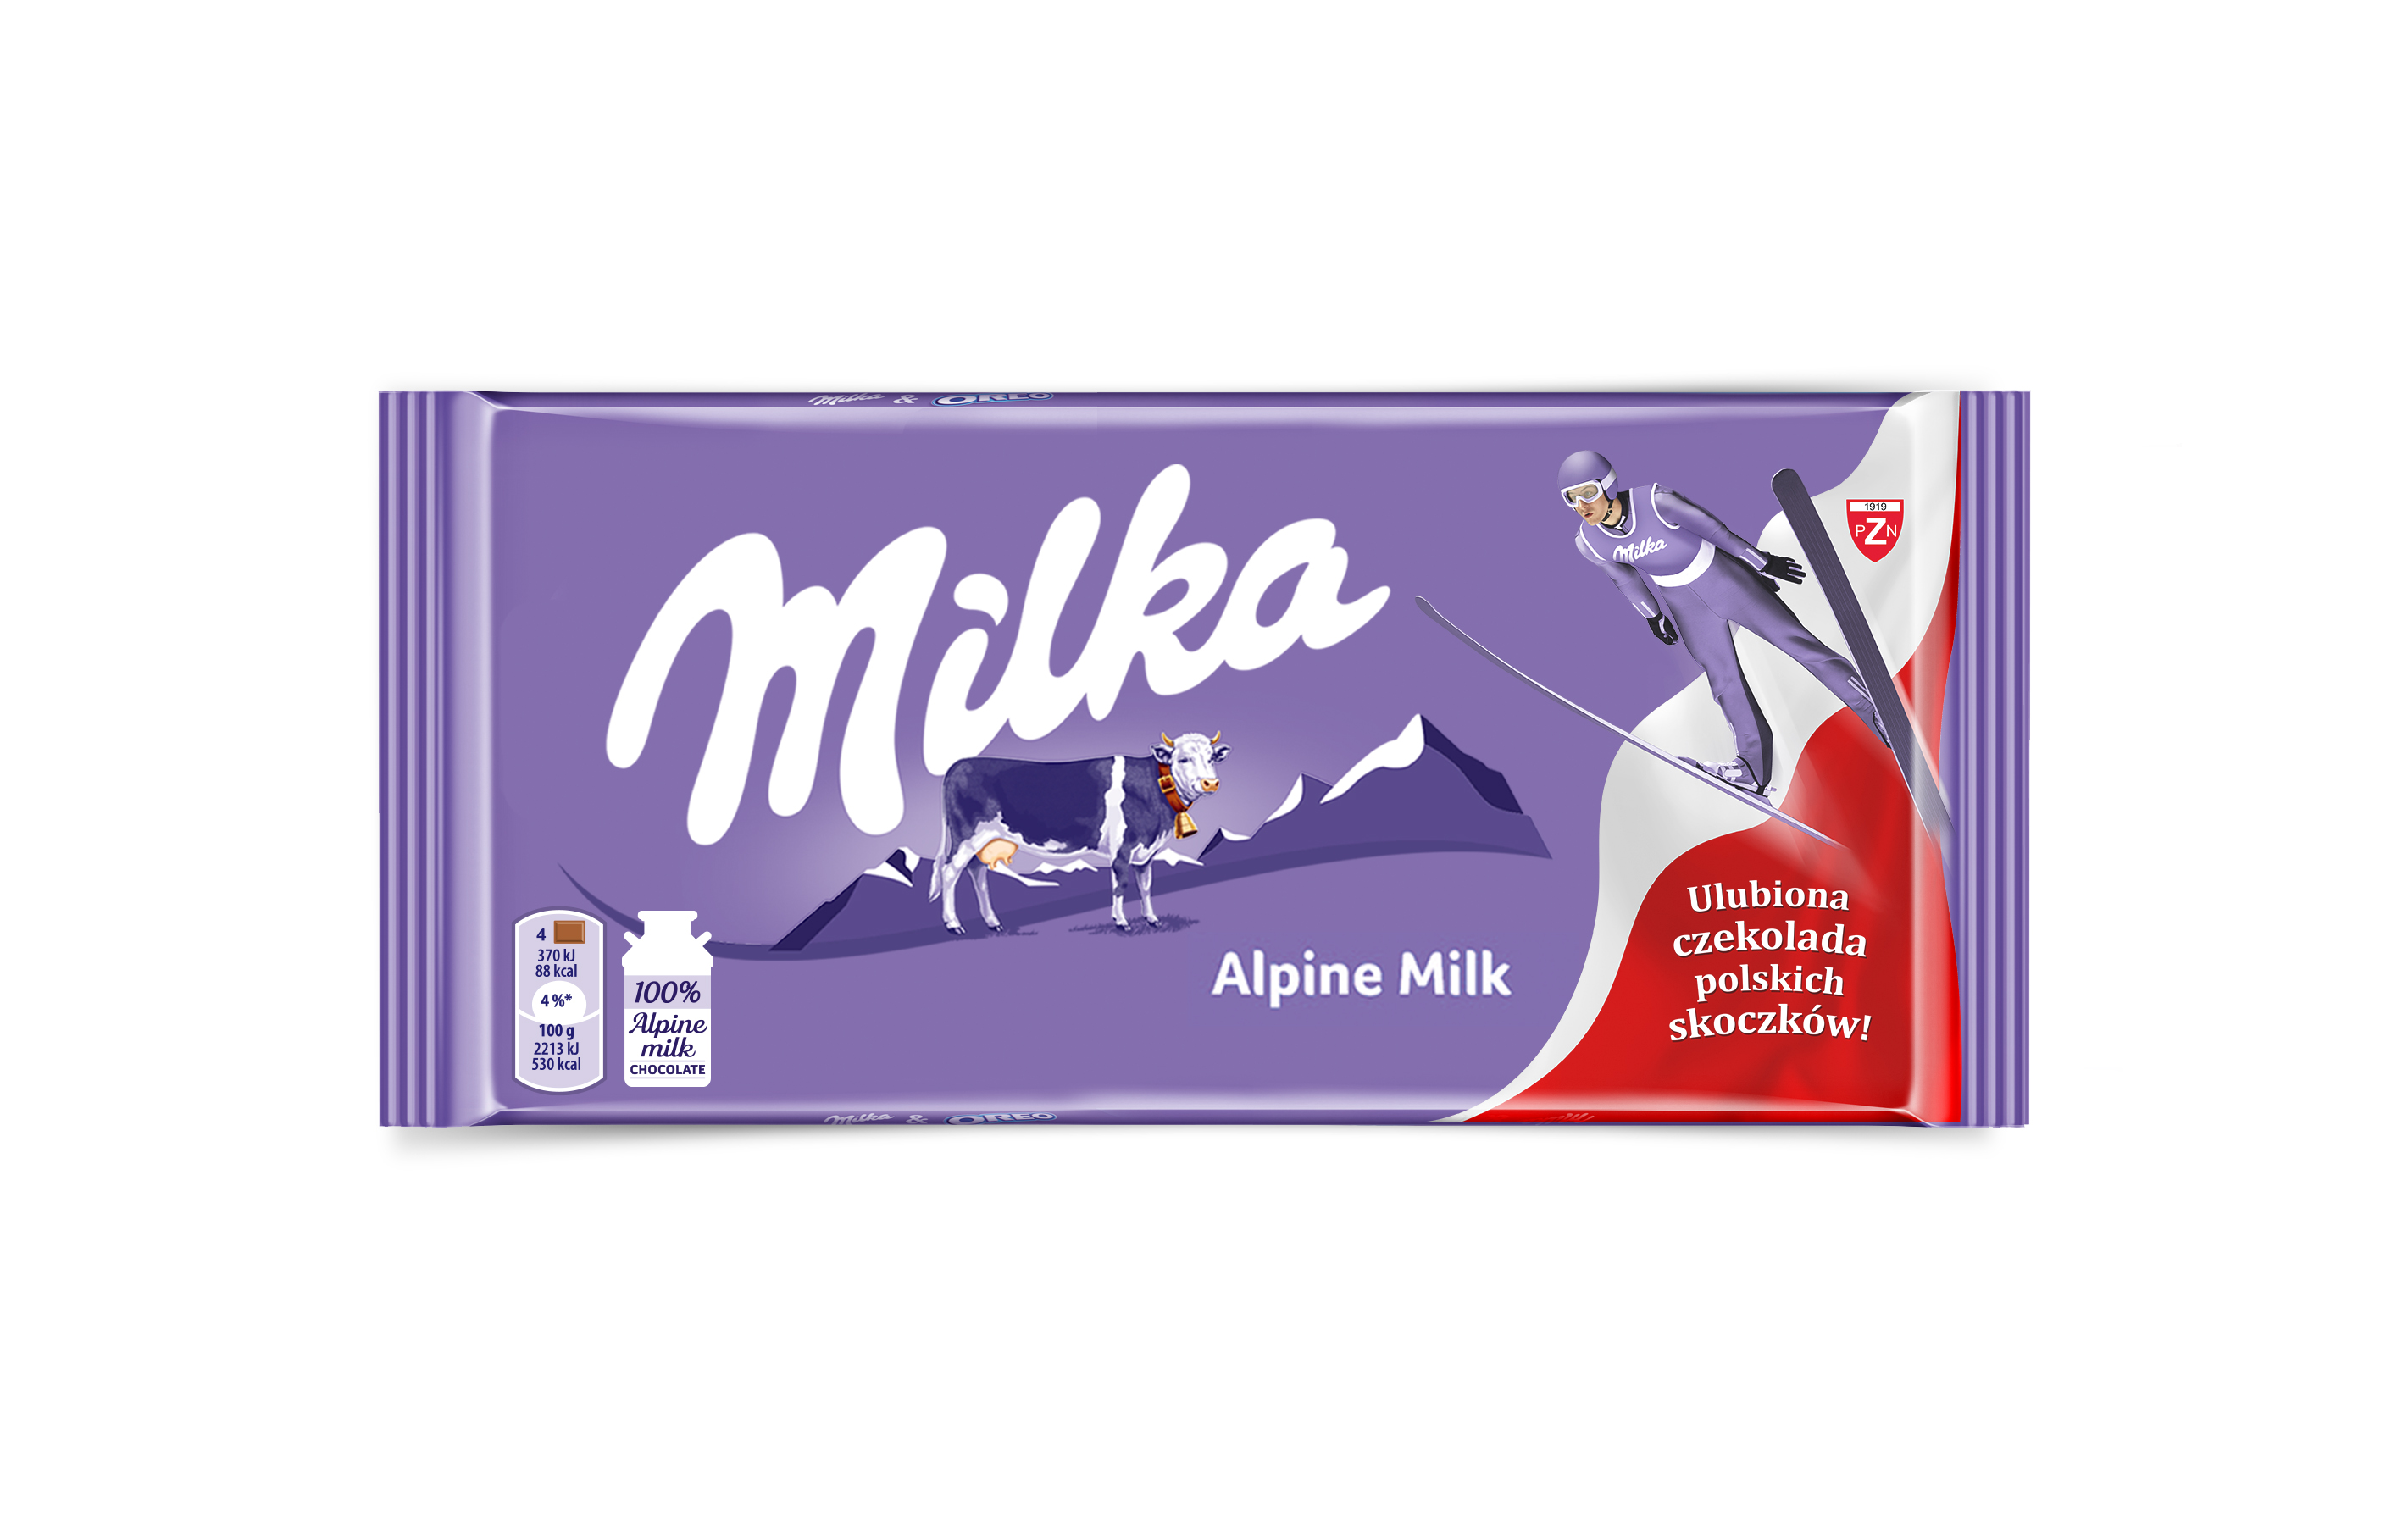 Milka & OREO
Milka
Milka
1919
PZN
Alpine Milk
4
370 kJ
88 kcal
4 %*
100 g
2213 kJ
530 kcal
100%
Alpine
milk
CHOCOLATE
Ulubiona
czekolada
polskich
skoczków!
Milka & OREO